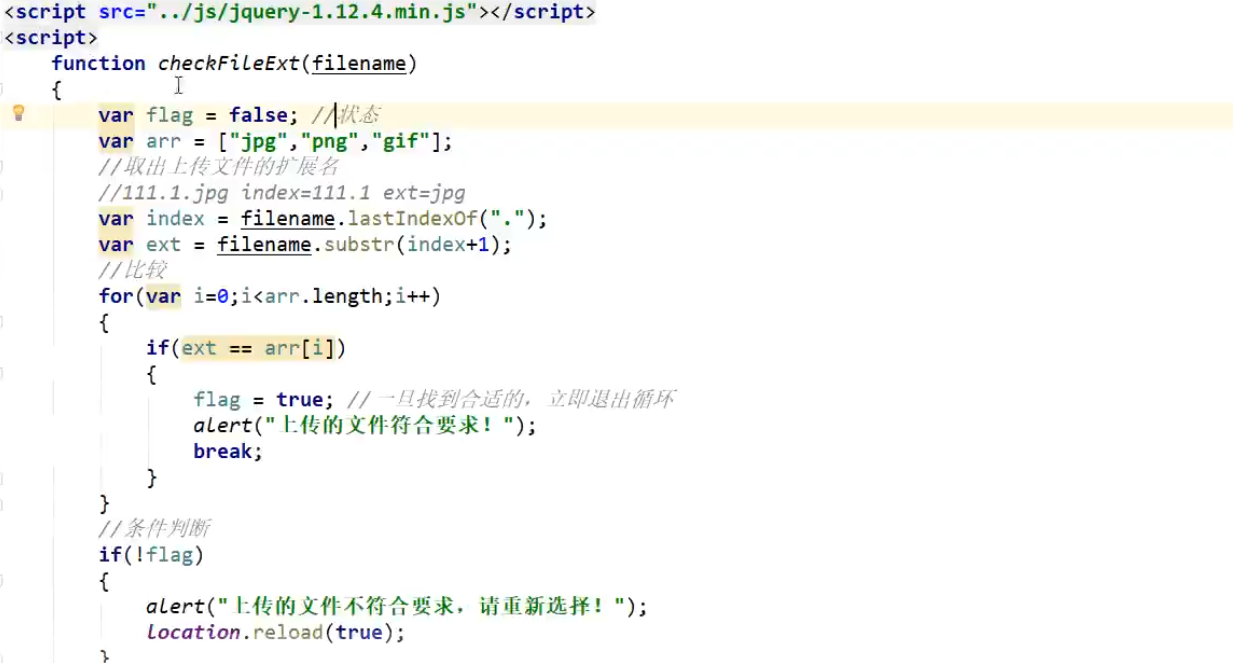 <script src="../js/jquery-1.12.4.min.js"></script>
<script>
function checkFileExt(filename)
{
var flag = false; //状态
var arr = ["jpg","png","gif"];
//取出上传文件的扩展名
//111.1.jpg index=111.1 ext=jpg
var index = filename.lastIndexOf(".");
var ext = filename.substr(index+1);
//比较
for(var i=0;i<arr.length;i++)
{
if(ext == arr[i])
{
flag = true; //一旦找到合适的，立即退出循环
alert("上传的文件符合要求！");
break;
}
}
//条件判断
if(!flag)
{
alert("上传的文件不符合要求，请重新选择！");
location.reload(true);
}